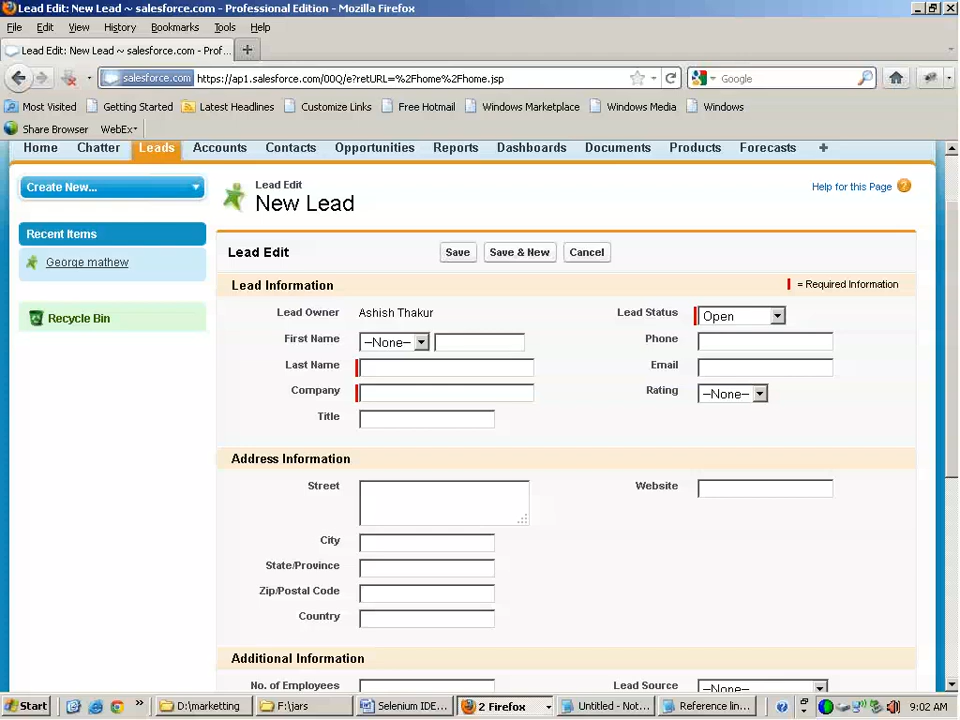 Lead Edit: New Lead ~ salesforce.com - Professional Edition - Mozilla Firefox
File Edit View History Bookmarks Tools Help
Lead Edit: New Lead ~ salesforce.com - Prof... +
salesforce.com https://ap1.salesforce.com/00Q/e?retURL=%2Fhome%2Fhome.jsp Google
Most Visited Getting Started Latest Headlines Customize Links Free Hotmail Windows Marketplace Windows Media Windows
Share Browser WebEx
Home Chatter Leads Accounts Contacts Opportunities Reports Dashboards Documents Products Forecasts +
Create New...
Lead Edit
New Lead
Help for this Page ?
Recent Items
George mathew
Recycle Bin
Lead Edit Save Save & New Cancel
Lead Information = Required Information
Lead Owner Ashish Thakur Lead Status Open
First Name --None-- Phone
Last Name Email
Company Rating --None--
Title
Address Information
Street Website
City
State/Province
Zip/Postal Code
Country
Additional Information
No. of Employees Lead Source --None--
Start » D:\marketting F:\jars Selenium IDE... 2 Firefox Untitled - Not... Reference lin... 9:02 AM